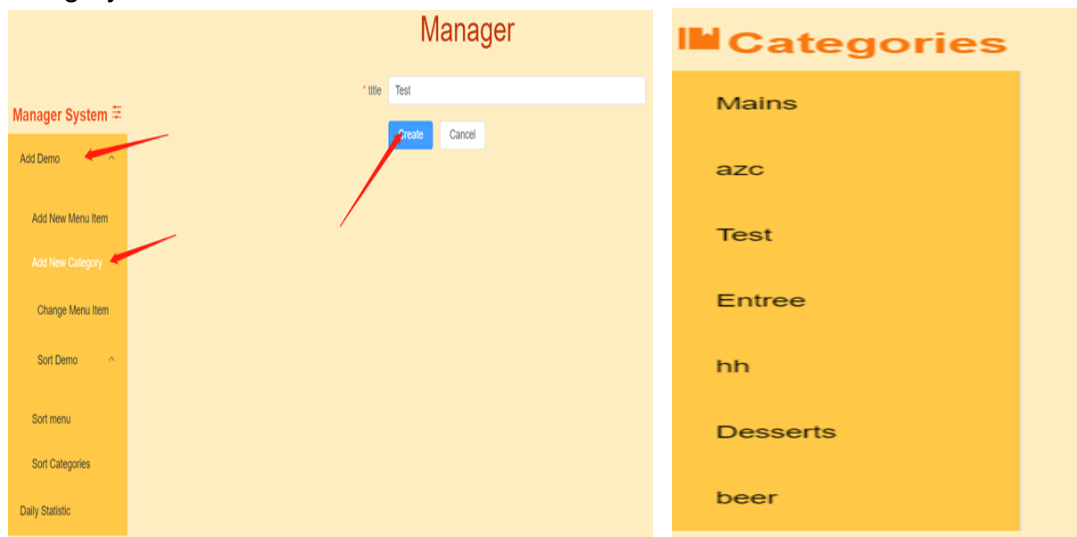 Manager
* title Test
Create Cancel
Manager System
Add Demo
Add New Menu Item
Add New Category
Change Menu Item
Sort Demo
Sort menu
Sort Categories
Daily Statistic
Categories
Mains
azc
Test
Entree
hh
Desserts
beer